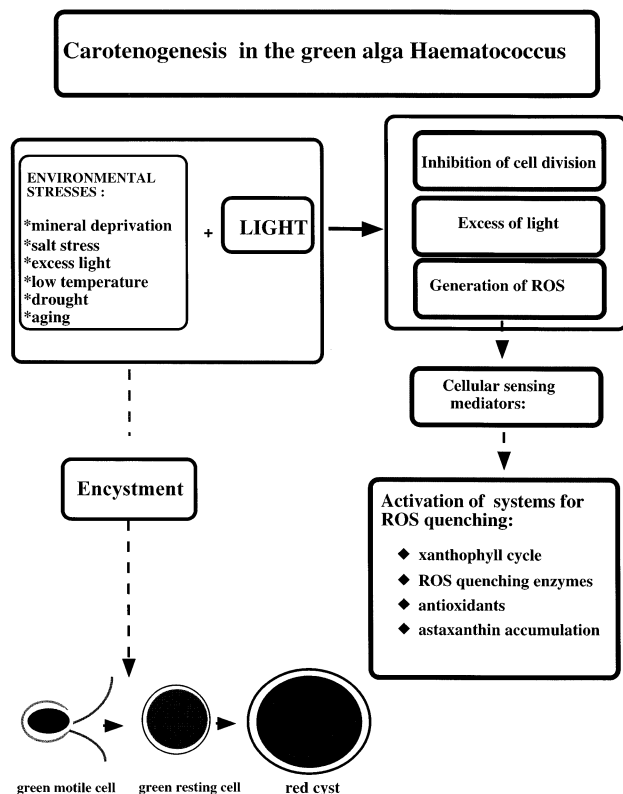 Carotenogenesis in the green alga Haematococcus
ENVIRONMENTAL
STRESSES :
*mineral deprivation
*salt stress
*excess light
*low temperature
*drought
*aging
+
LIGHT
Inhibition of cell division
Excess of light
Generation of ROS
Cellular sensing
mediators:
Activation of systems for
ROS quenching:
◆ xanthophyll cycle
◆ ROS quenching enzymes
◆ antioxidants
◆ astaxanthin accumulation
Encystment
green motile cell
green resting cell
red cyst